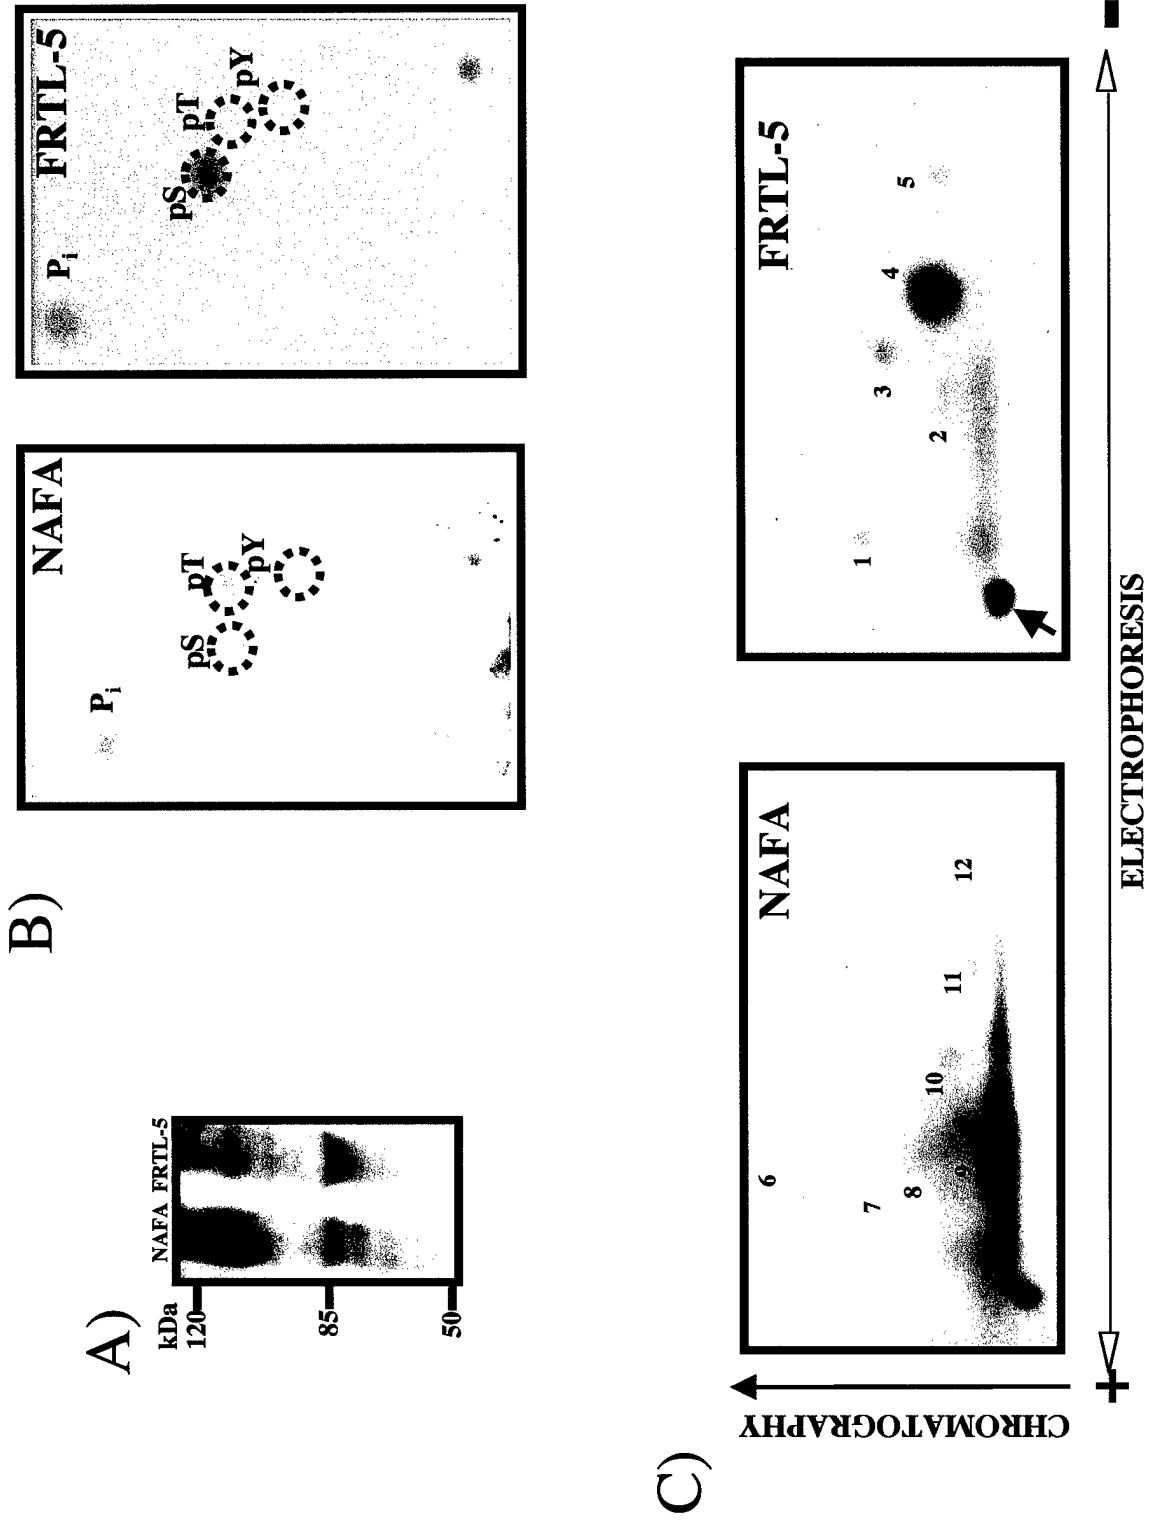 A)
kDa
NAFA FRTL-5
120
85
50
B)
NAFA
Pi
pS
pT
pY
FRTL-5
Pi
pS
pT
pY
C)
CHROMATOGRAPHY
NAFA
6
7
8
9
10
11
12
FRTL-5
1
2
3
4
5
+
ELECTROPHORESIS
-